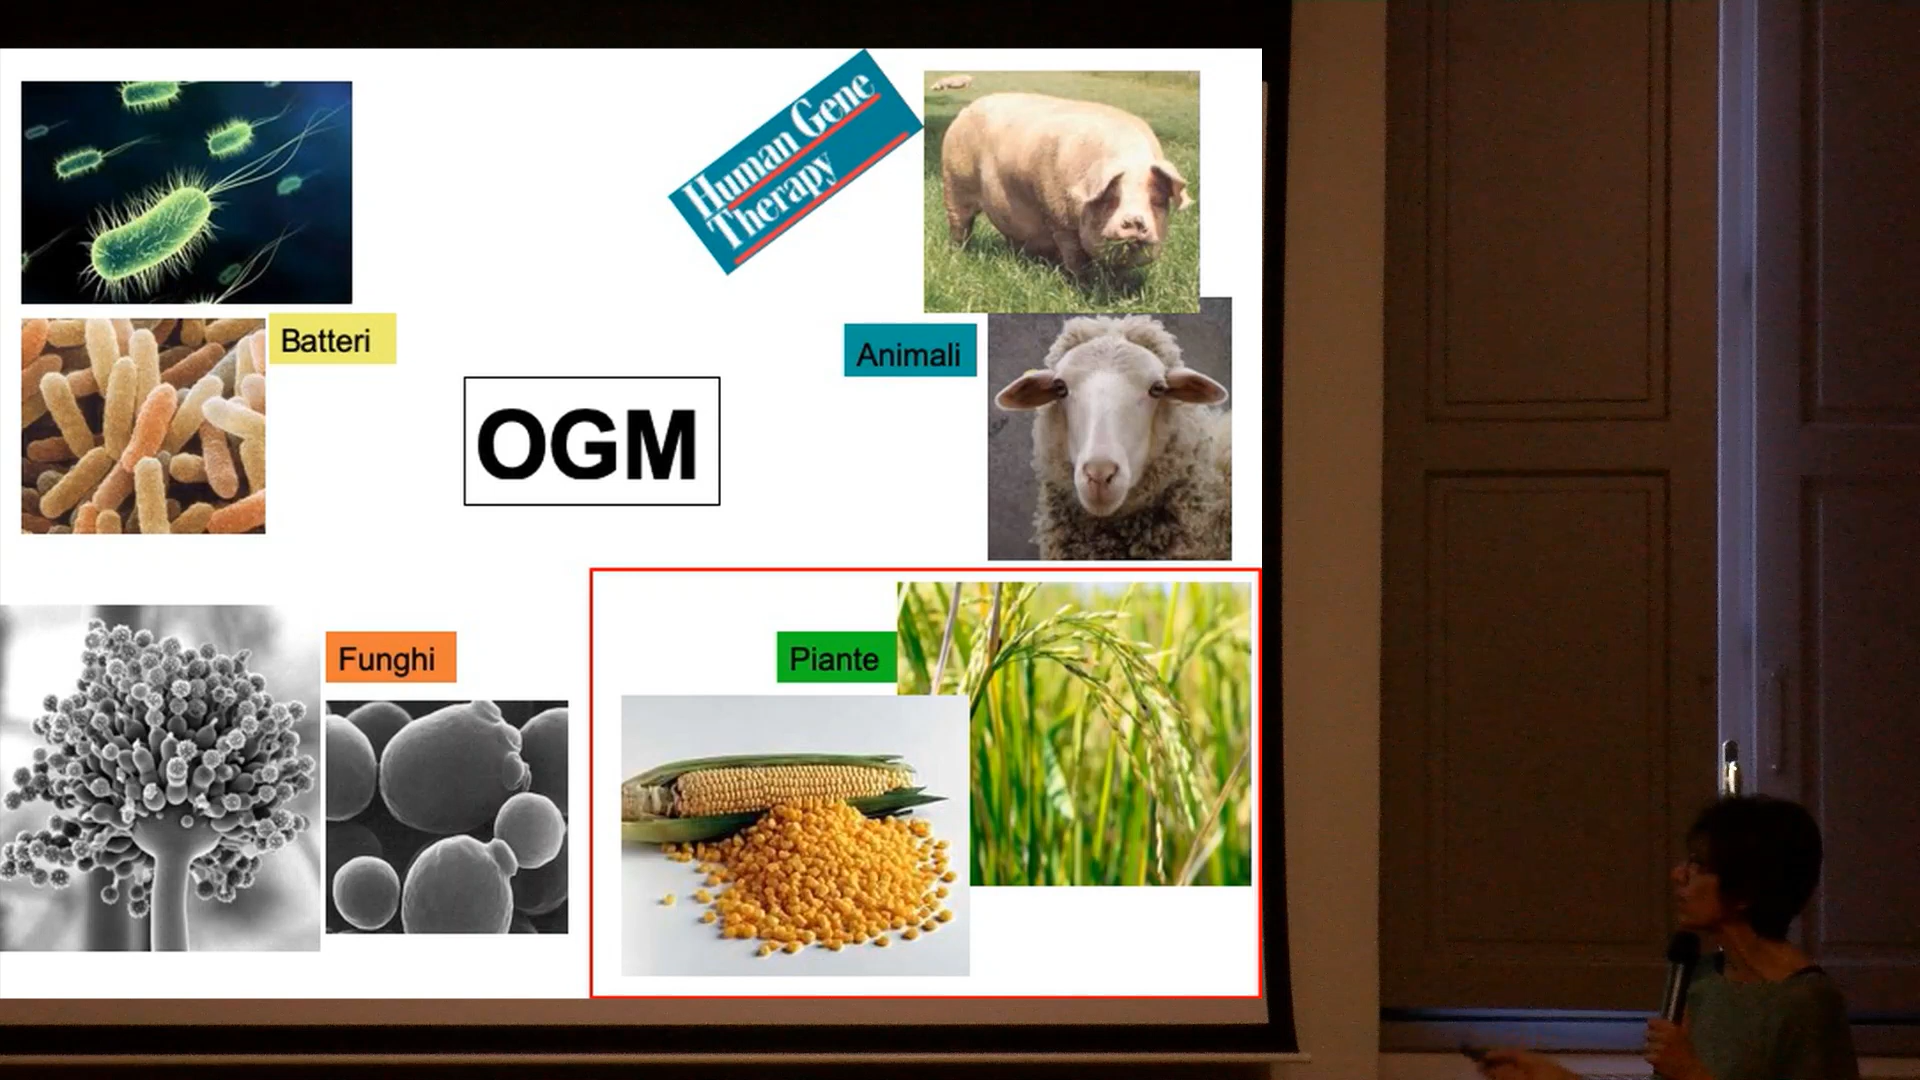 Human Gene
Therapy
Batteri
Animali
OGM
Funghi
Piante